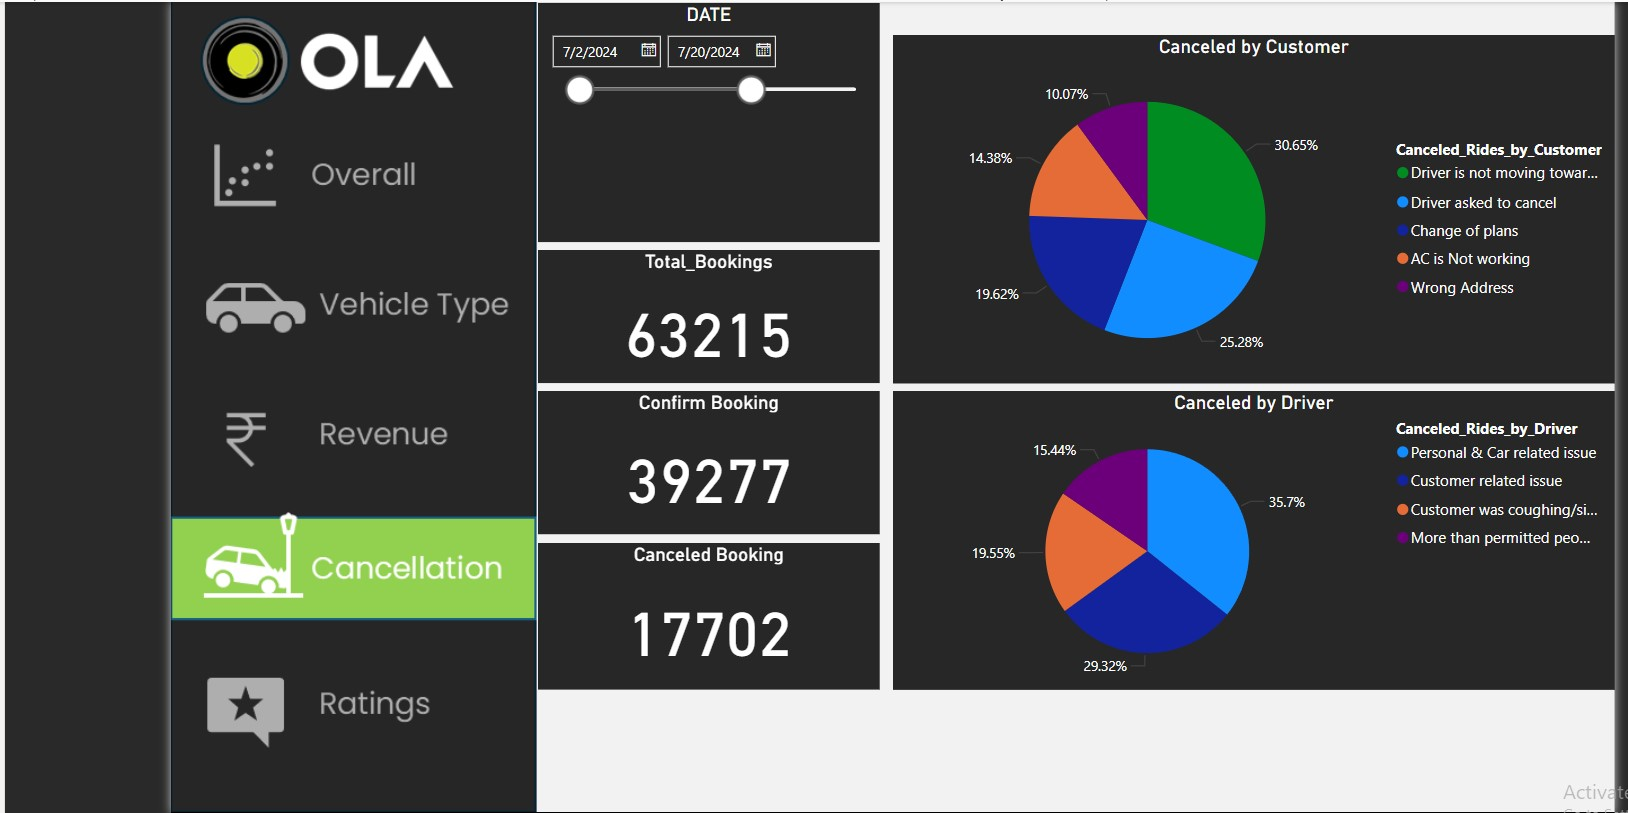 OLA
Overall
Vehicle Type
Revenue
Cancellation
Ratings
DATE
7/2/2024
7/20/2024
Total_Bookings
63215
Confirm Booking
39277
Canceled Booking
17702
Canceled by Customer
10.07%
30.65%
14.38%
19.62%
25.28%
Canceled_Rides_by_Customer
Driver is not moving towar...
Driver asked to cancel
Change of plans
AC is Not working
Wrong Address
Canceled by Driver
15.44%
35.7%
19.55%
29.32%
Canceled_Rides_by_Driver
Personal & Car related issue
Customer related issue
Customer was coughing/si...
More than permitted peo...
Activate